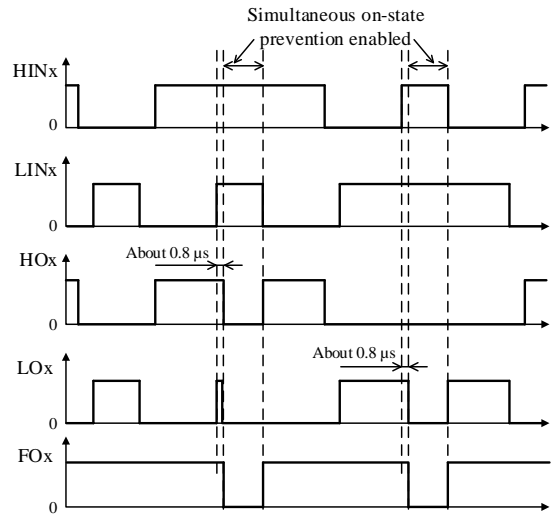 Simultaneous on-state
prevention enabled
HINx
0
LINx
0
About 0.8 µs
HOx
0
About 0.8 µs
LOx
0
FOx
0